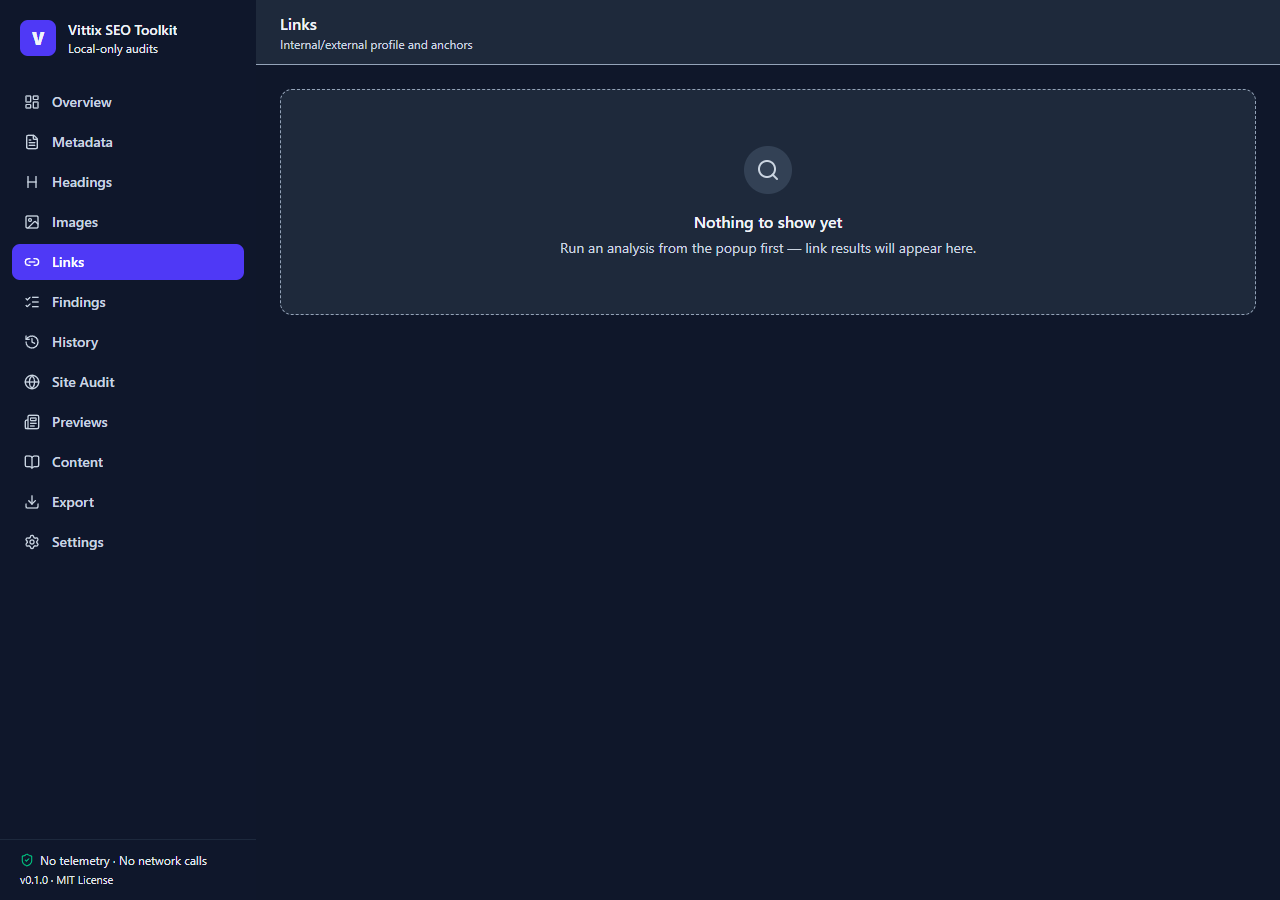 V
Vittix SEO Toolkit
Local-only audits
Overview
Metadata
Headings
Images
Links
Findings
History
Site Audit
Previews
Content
Export
Settings
No telemetry · No network calls
v0.1.0 · MIT License
Links
Internal/external profile and anchors
Nothing to show yet
Run an analysis from the popup first — link results will appear here.